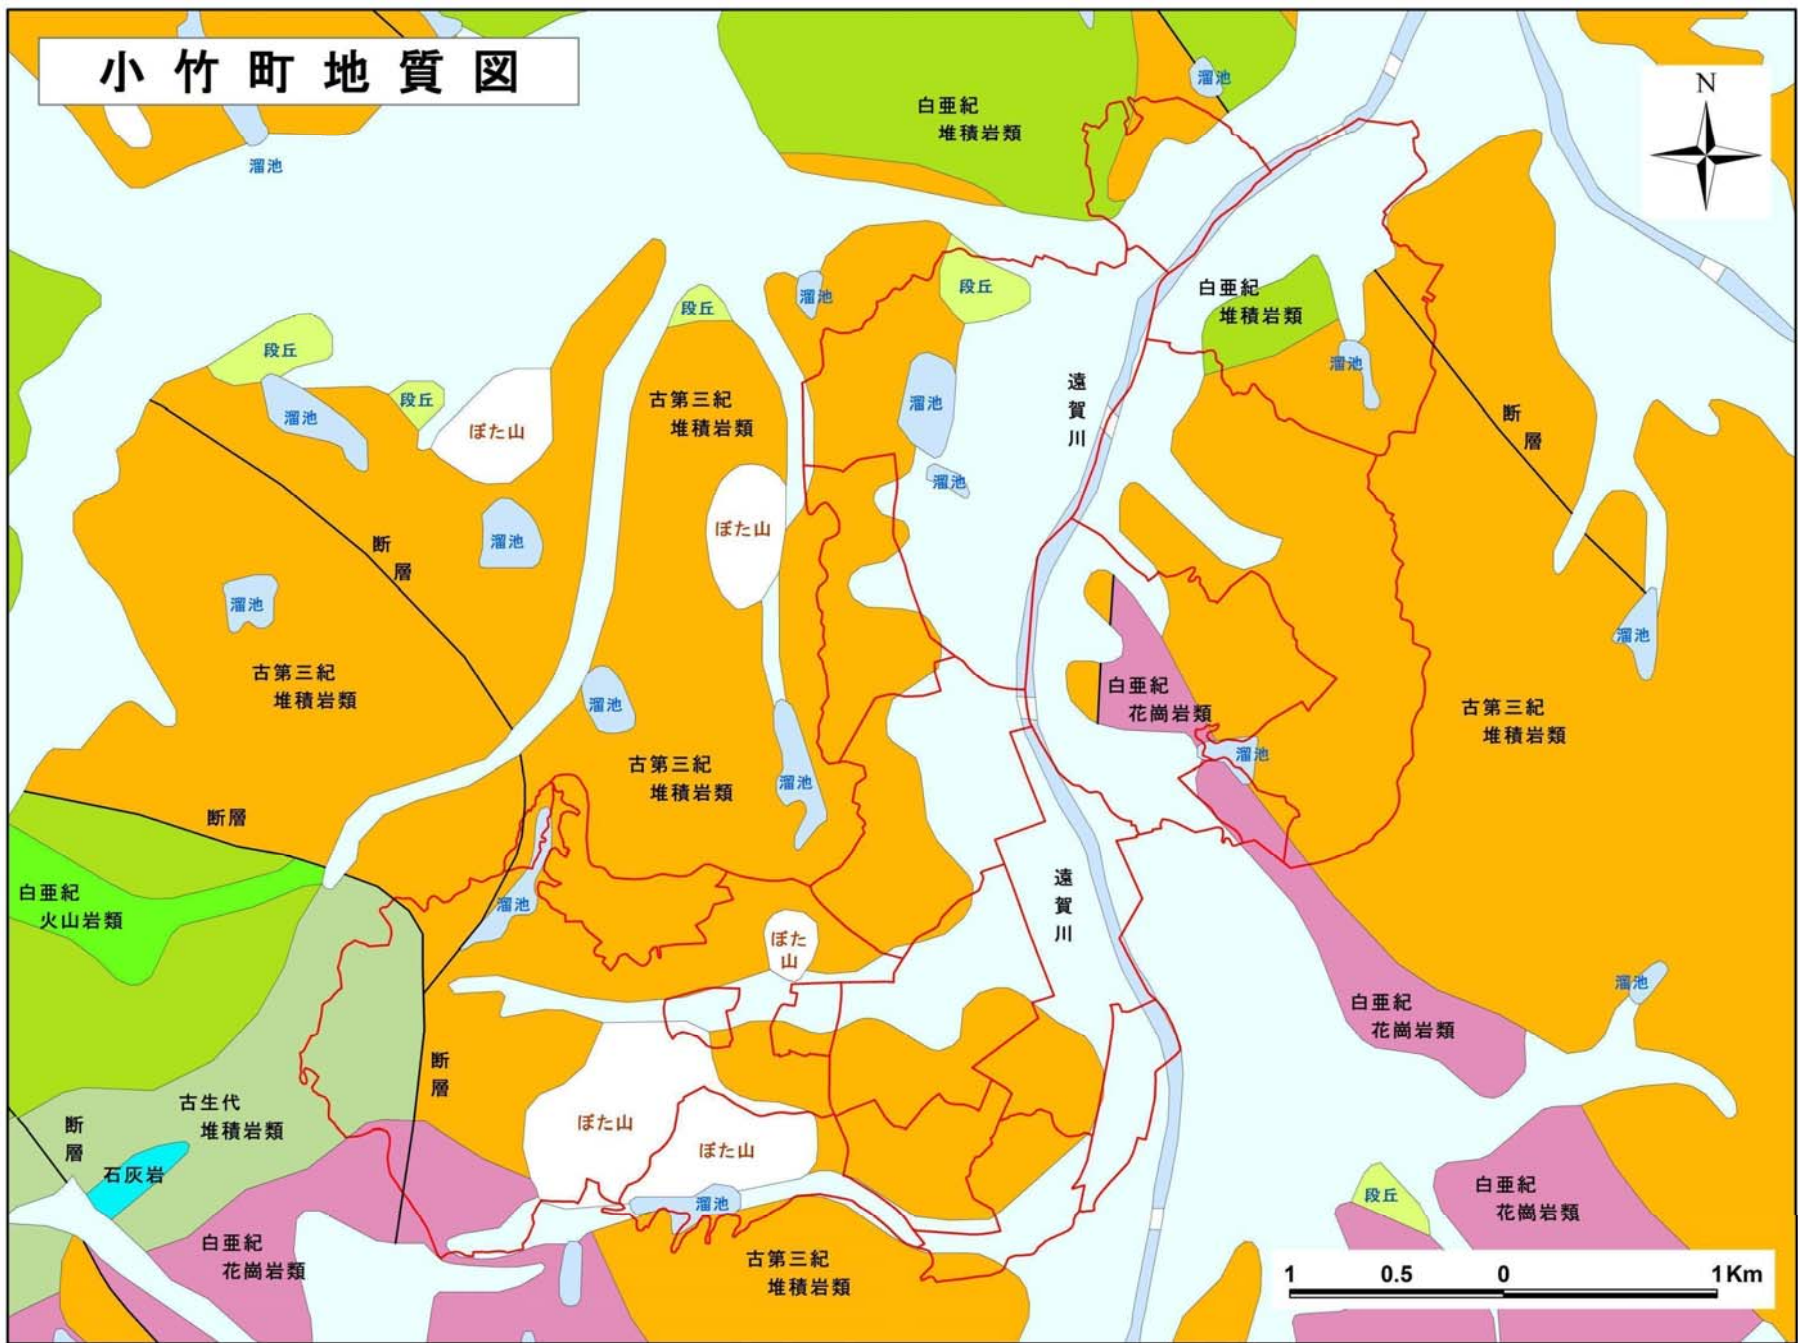 小竹町地質図
N
溜池
白亜紀
堆積岩類
溜池
白亜紀
堆積岩類
段丘
溜池
段丘
段丘
溜池
遠賀川
段丘
古第三紀
堆積岩類
溜池
断層
溜池
ぼた山
溜池
ぼた山
溜池
断層
溜池
溜池
古第三紀
堆積岩類
白亜紀
花崗岩類
溜池
古第三紀
堆積岩類
溜池
古第三紀
堆積岩類
溜池
断層
白亜紀
火山岩類
溜池
遠賀川
ぼた
山
溜池
白亜紀
花崗岩類
断層
古生代
堆積岩類
断層
石灰岩
ぼた山
ぼた山
溜池
段丘
白亜紀
花崗岩類
白亜紀
花崗岩類
古第三紀
堆積岩類
1 0.5 0 1Km